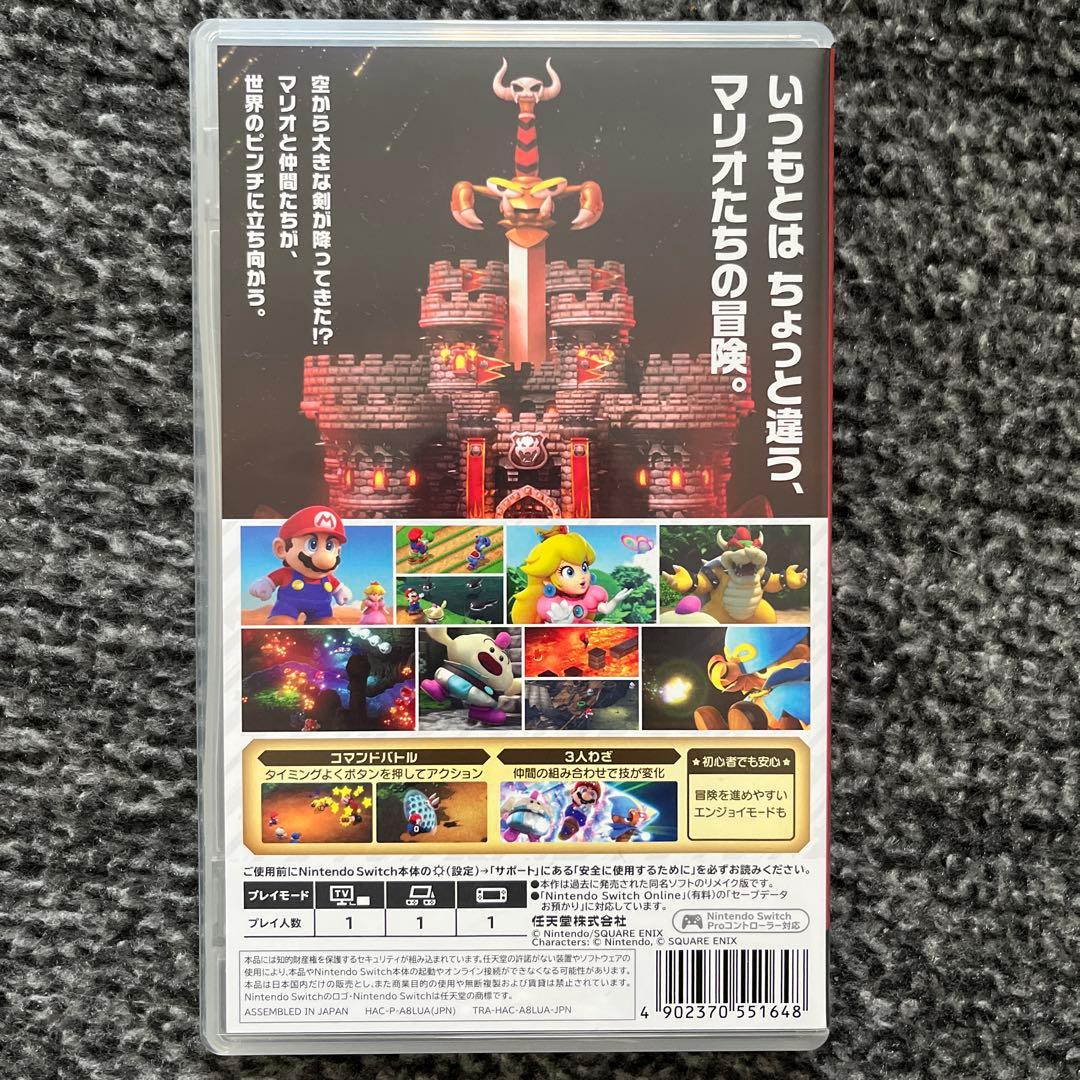 いつもとは ちょっと違う、
マリオたちの冒険。
空から大きな剣が降ってきた!?
マリオと仲間たちが、
世界のピンチに立ち向かう。
コマンドバトル
タイミングよくボタンを押してアクション
3人わざ
仲間の組み合わせで技が変化
★初心者でも安心★
冒険を進めやすい
エンジョイモードも
ご使用前にNintendo Switch本体の(設定)→「サポート」にある「安全に使用するために」を必ずお読みください。
プレイモード TV
プレイ人数 1 1 1
●本作は過去に発売された同名ソフトのリメイク版です。
●「Nintendo Switch Online」(有料)の「セーブデータ
お預かり」に対応しています。
任天堂株式会社
© Nintendo/SQUARE ENIX
Characters: © Nintendo, © SQUARE ENIX
Nintendo Switch
Proコントローラー対応
本品には知的財産権を保護するセキュリティが組み込まれています。任天堂の許諾がない装置やソフトウェアの
使用により、本品やNintendo Switch本体の起動やオンライン接続ができなくなる可能性があります。
本品は日本国内だけの販売とし、また商業目的の使用や無断複製および賃貸は禁止されています。
Nintendo Switchのロゴ・Nintendo Switchは任天堂の商標です。
ASSEMBLED IN JAPAN HAC-P-A8LUA(JPN) TRA-HAC-A8LUA-JPN
4 902370 551648